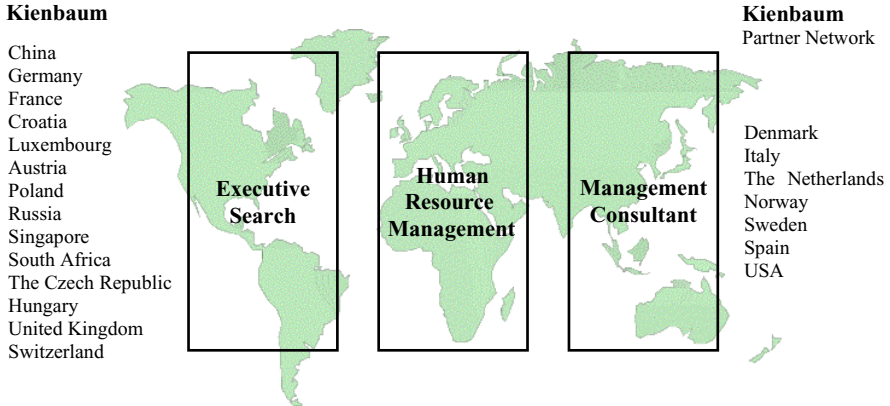 Kienbaum
China
Germany
France
Croatia
Luxembourg
Austria
Poland
Russia
Singapore
South Africa
The Czech Republic
Hungary
United Kingdom
Switzerland
Executive
Search
Human
Resource
Management
Management
Consultant
Kienbaum
Partner Network
Denmark
Italy
The Netherlands
Norway
Sweden
Spain
USA